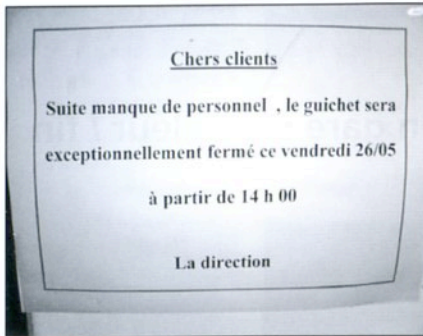 Chers clients
Suite manque de personnel , le guichet sera
exceptionnellement fermé ce vendredi 26/05
à partir de 14 h 00
La direction